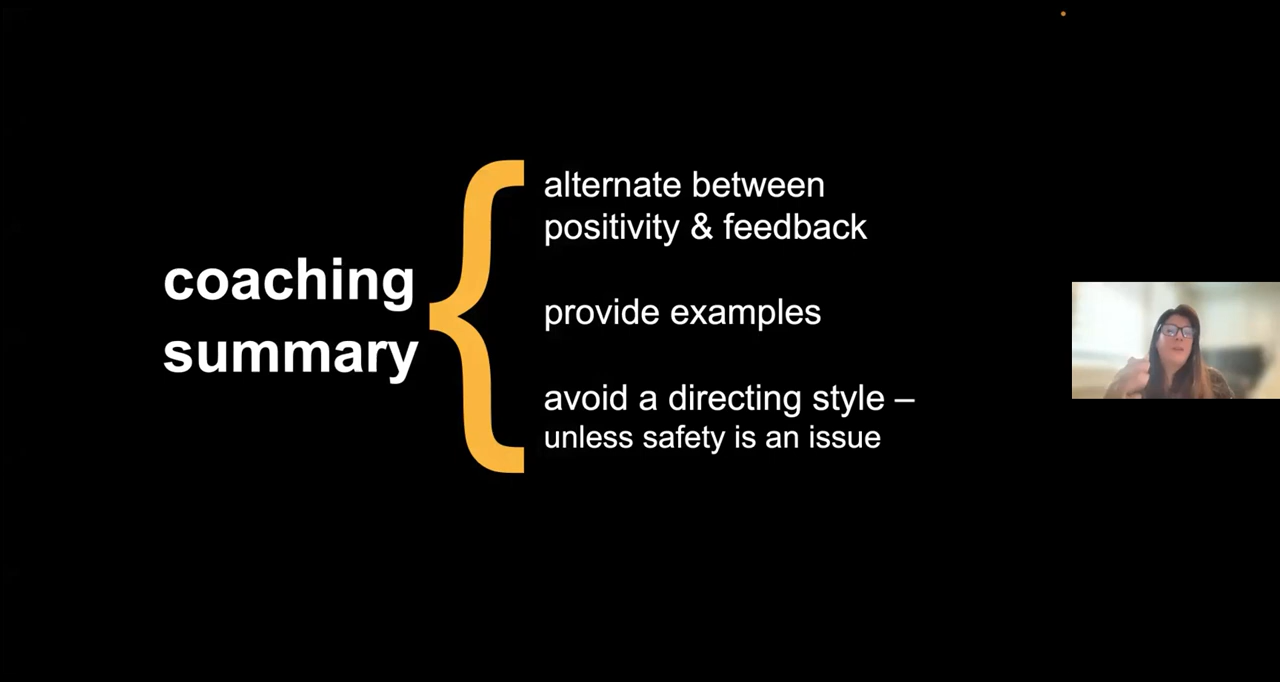 coaching
summary
alternate between
positivity & feedback
provide examples
avoid a directing style –
unless safety is an issue